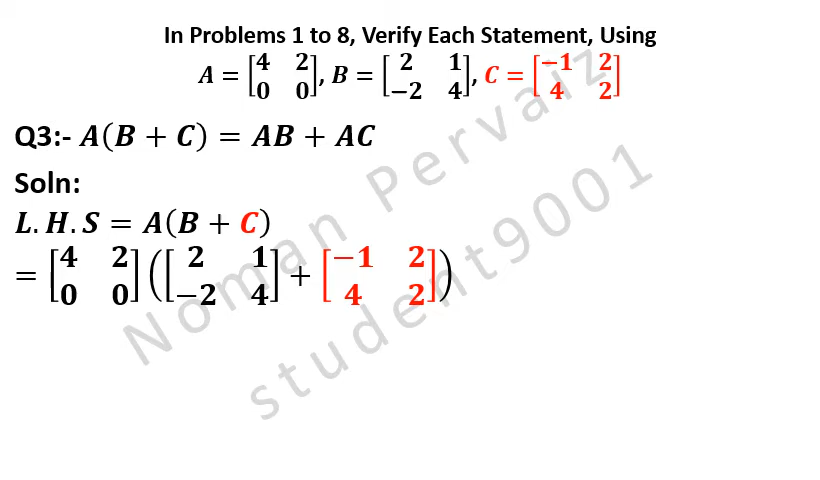 In Problems 1 to 8, Verify Each Statement, Using
A = [4 2 0 0], B = [2 1 −2 4], C = [−1 2 4 2]
Q3:- A(B + C) = AB + AC
Soln:
L.H.S = A(B + C)
= [4 2 0 0]([2 1 −2 4] + [−1 2 4 2])
Noman Pervaiz
student9001